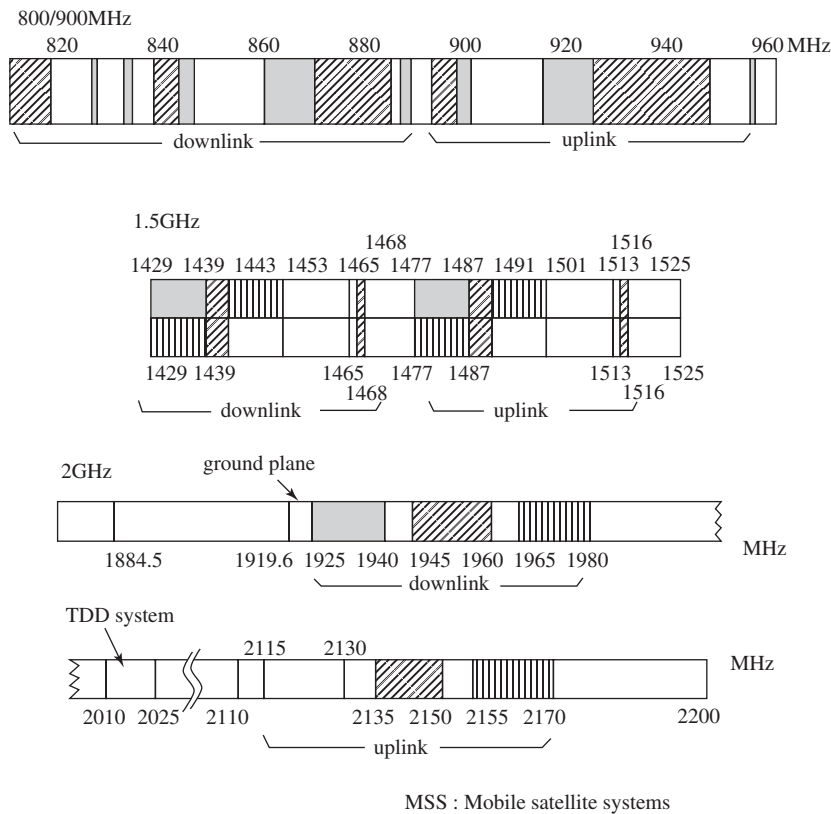 800/900MHz
820 840 860 880 900 920 940 960 MHz
downlink uplink
1.5GHz
1468 1516
1429 1439 1443 1453 1465 1477 1487 1491 1501 1513 1525
1429 1439 1465 1477 1487 1513 1525
1468 1516
downlink uplink
ground plane
2GHz
MHz
1884.5 1919.6 1925 1940 1945 1960 1965 1980
downlink
TDD system
2115 2130 MHz
2010 2025 2110 2135 2150 2155 2170 2200
uplink
MSS : Mobile satellite systems